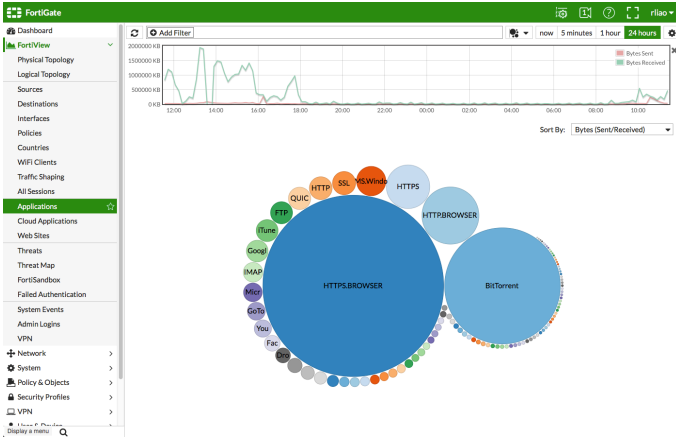 FortiGate
1
rliao
Dashboard
FortiView
Physical Topology
Logical Topology
Sources
Destinations
Interfaces
Policies
Countries
WiFi Clients
Traffic Shaping
All Sessions
Applications
Cloud Applications
Web Sites
Threats
Threat Map
FortiSandbox
Failed Authentication
System Events
Admin Logins
VPN
Network
System
Policy & Objects
Security Profiles
VPN
User & Device
Display a menu
Add Filter
now 5 minutes 1 hour 24 hours
2000000 KB
1500000 KB
1000000 KB
500000 KB
0 KB
12:00 14:00 16:00 18:00 20:00 22:00 00:00 02:00 04:00 06:00 08:00 10:00
Bytes Sent
Bytes Received
Sort By: Bytes (Sent/Received)
HTTPS.BROWSER
BitTorrent
HTTP.BROWSER
HTTPS
MS.Windo
SSL
HTTP
QUIC
FTP
iTune
Googl
IMAP
Micr
GoTo
You
Fac
Dro